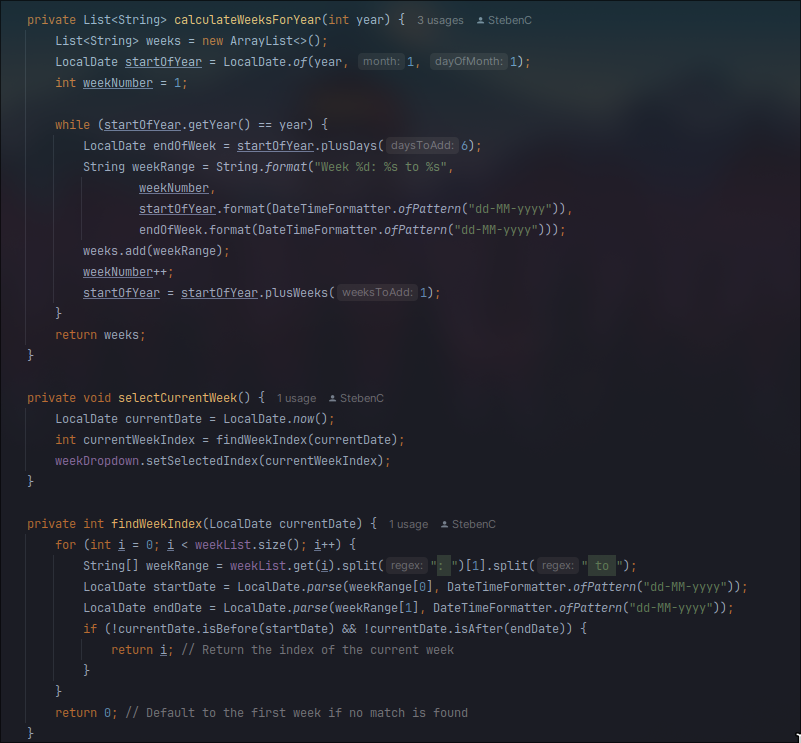 private List<String> calculateWeeksForYear(int year) { 3 usages StebenC
List<String> weeks = new ArrayList<>();
LocalDate startOfYear = LocalDate.of(year, month: 1, dayOfMonth: 1);
int weekNumber = 1;
while (startOfYear.getYear() == year) {
LocalDate endOfWeek = startOfYear.plusDays( daysToAdd: 6);
String weekRange = String.format("Week %d: %s to %s",
weekNumber,
startOfYear.format(DateTimeFormatter.ofPattern("dd-MM-yyyy")),
endOfWeek.format(DateTimeFormatter.ofPattern("dd-MM-yyyy")));
weeks.add(weekRange);
weekNumber++;
startOfYear = startOfYear.plusWeeks( weeksToAdd: 1);
}
return weeks;
}
private void selectCurrentWeek() { 1 usage StebenC
LocalDate currentDate = LocalDate.now();
int currentWeekIndex = findWeekIndex(currentDate);
weekDropdown.setSelectedIndex(currentWeekIndex);
}
private int findWeekIndex(LocalDate currentDate) { 1 usage StebenC
for (int i = 0; i < weekList.size(); i++) {
String[] weekRange = weekList.get(i).split( regex: ": ")[1].split( regex: " to ");
LocalDate startDate = LocalDate.parse(weekRange[0], DateTimeFormatter.ofPattern("dd-MM-yyyy"));
LocalDate endDate = LocalDate.parse(weekRange[1], DateTimeFormatter.ofPattern("dd-MM-yyyy"));
if (!currentDate.isBefore(startDate) && !currentDate.isAfter(endDate)) {
return i; // Return the index of the current week
}
}
return 0; // Default to the first week if no match is found
}